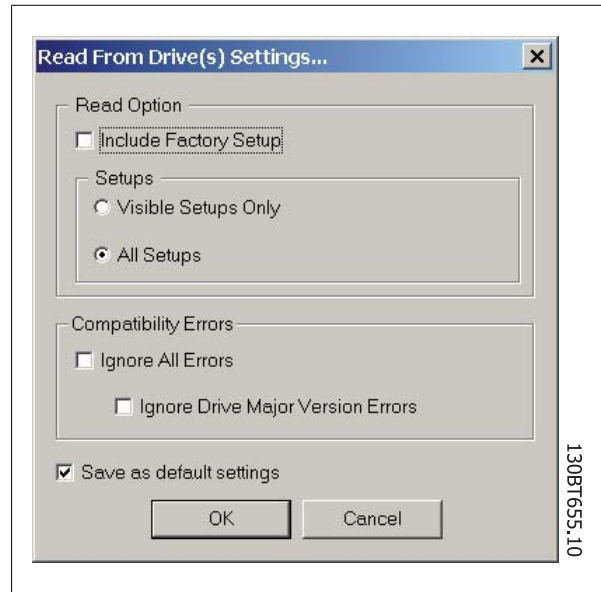 Read From Drive(s) Settings...
Read Option
Include Factory Setup
Setups
Visible Setups Only
All Setups
Compatibility Errors
Ignore All Errors
Ignore Drive Major Version Errors
Save as default settings
OK Cancel
130BT655.10